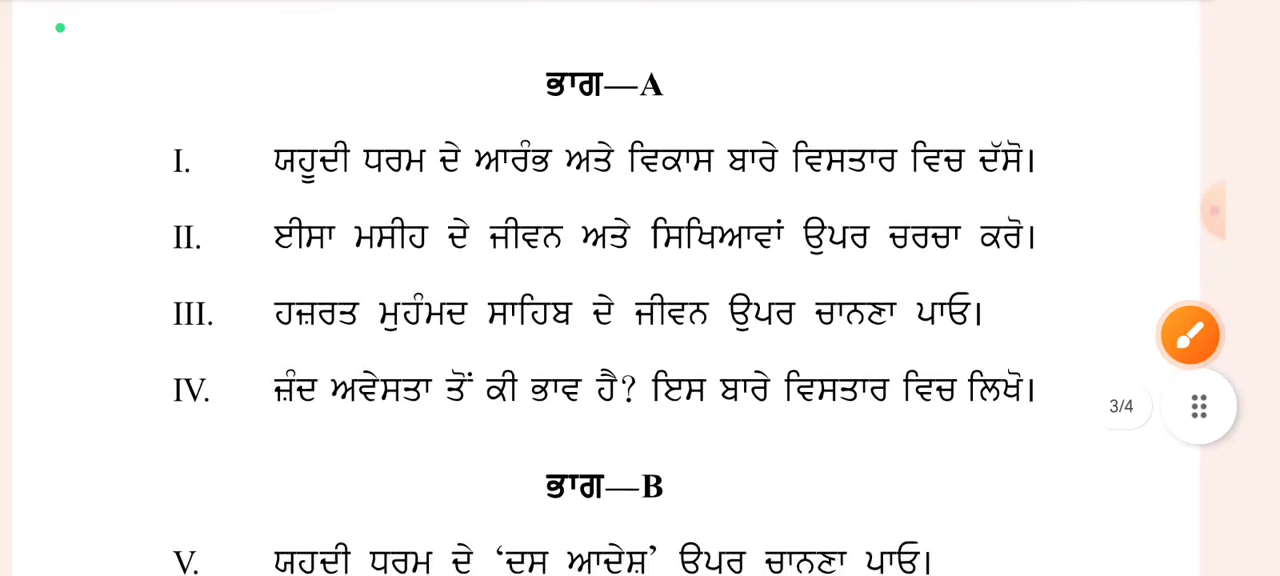 ਭਾਗ—A
I. ਯਹੂਦੀ ਧਰਮ ਦੇ ਆਰੰਭ ਅਤੇ ਵਿਕਾਸ ਬਾਰੇ ਵਿਸਤਾਰ ਵਿਚ ਦੱਸੋ।
II. ਈਸਾ ਮਸੀਹ ਦੇ ਜੀਵਨ ਅਤੇ ਸਿਖਿਆਵਾਂ ਉਪਰ ਚਰਚਾ ਕਰੋ।
III. ਹਜ਼ਰਤ ਮੁਹੰਮਦ ਸਾਹਿਬ ਦੇ ਜੀਵਨ ਉਪਰ ਚਾਨਣਾ ਪਾਓ।
IV. ਜ਼ੰਦ ਅਵੇਸਤਾ ਤੋਂ ਕੀ ਭਾਵ ਹੈ? ਇਸ ਬਾਰੇ ਵਿਸਤਾਰ ਵਿਚ ਲਿਖੋ।
3/4
ਭਾਗ—B
V. ਯਹੂਦੀ ਧਰਮ ਦੇ ‘ਦਸ ਆਦੇਸ਼’ ਉਪਰ ਚਾਨਣਾ ਪਾਓ।